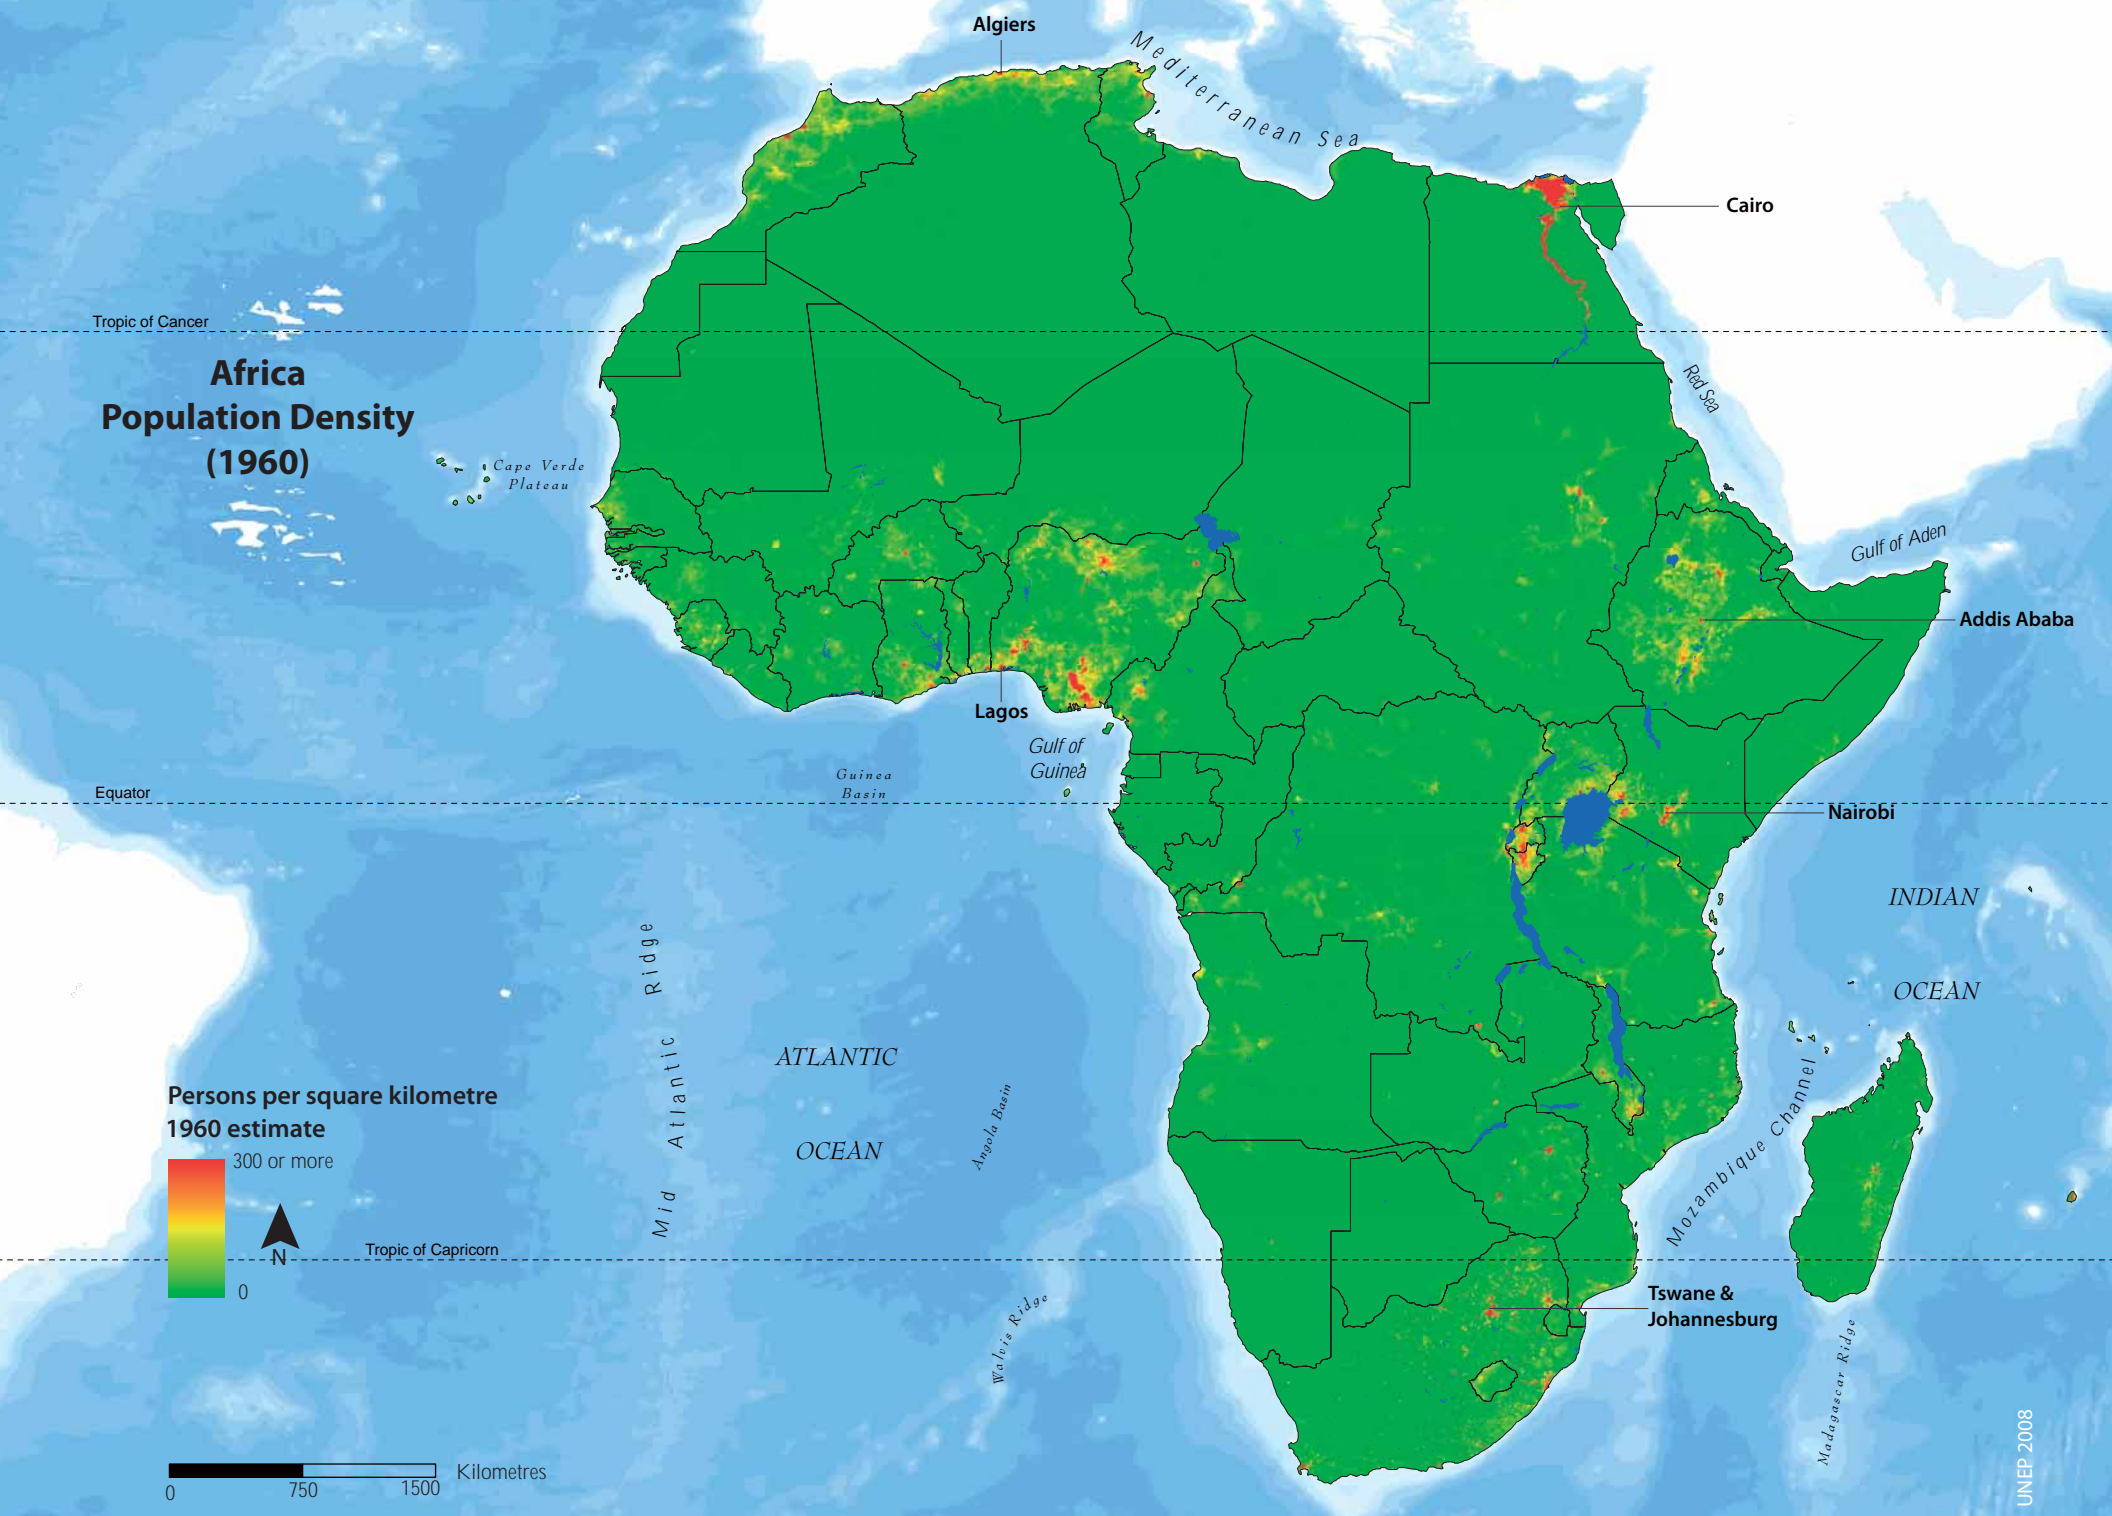 Algiers
Mediterranean Sea
Cairo
Tropic of Cancer
Africa
Population Density
(1960)
Red Sea
Cape Verde
Plateau
Gulf of Aden
Addis Ababa
Lagos
Gulf of
Guinea
Guinea
Basin
Equator
Nairobi
INDIAN
OCEAN
Mid Atlantic Ridge
ATLANTIC
OCEAN
Angola Basin
Mozambique Channel
Persons per square kilometre
1960 estimate
300 or more
0
N
Tropic of Capricorn
Walvis Ridge
Tswane &
Johannesburg
Madagascar Ridge
UNEP 2008
Kilometres
0 750 1500